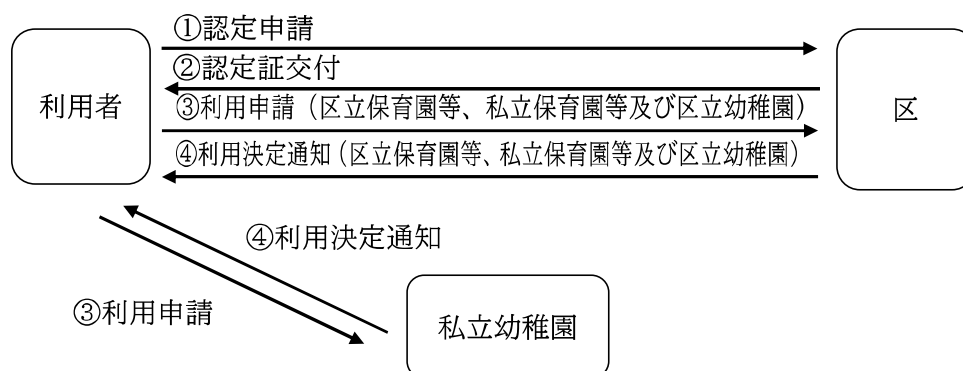 ①認定申請
②認定証交付
利用者
③利用申請（区立保育園等、私立保育園等及び区立幼稚園）
区
④利用決定通知（区立保育園等、私立保育園等及び区立幼稚園）
④利用決定通知
③利用申請
私立幼稚園